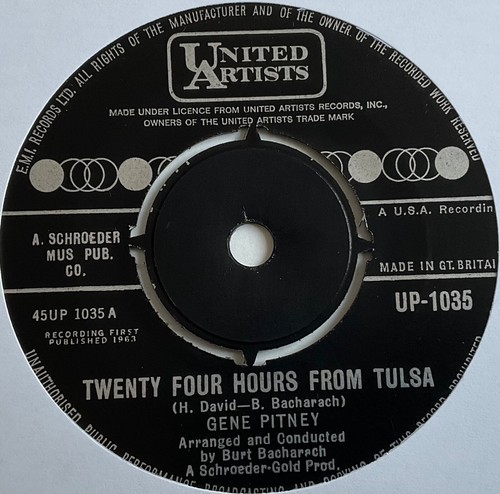 E.M.I. RECORDS LTD. ALL RIGHTS OF THE MANUFACTURER AND OF THE OWNER OF THE RECORDED WORK RESERVED
UNITED
ARTISTS
MADE UNDER LICENCE FROM UNITED ARTISTS RECORDS, INC.,
OWNERS OF THE UNITED ARTISTS TRADE MARK
A. SCHROEDER
MUS PUB.
CO.
A U.S.A. Recordin
MADE IN GT. BRITAI
45UP 1035 A
RECORDING FIRST
PUBLISHED 1963
UP-1035
TWENTY FOUR HOURS FROM TULSA
(H. David—B. Bacharach)
GENE PITNEY
Arranged and Conducted
by Burt Bacharach
A Schroeder-Gold Prod.
UNAUTHORISED PUBLIC PERFORMANCE BROADCASTING AND COPYING OF THIS RECORD PROHIBITED